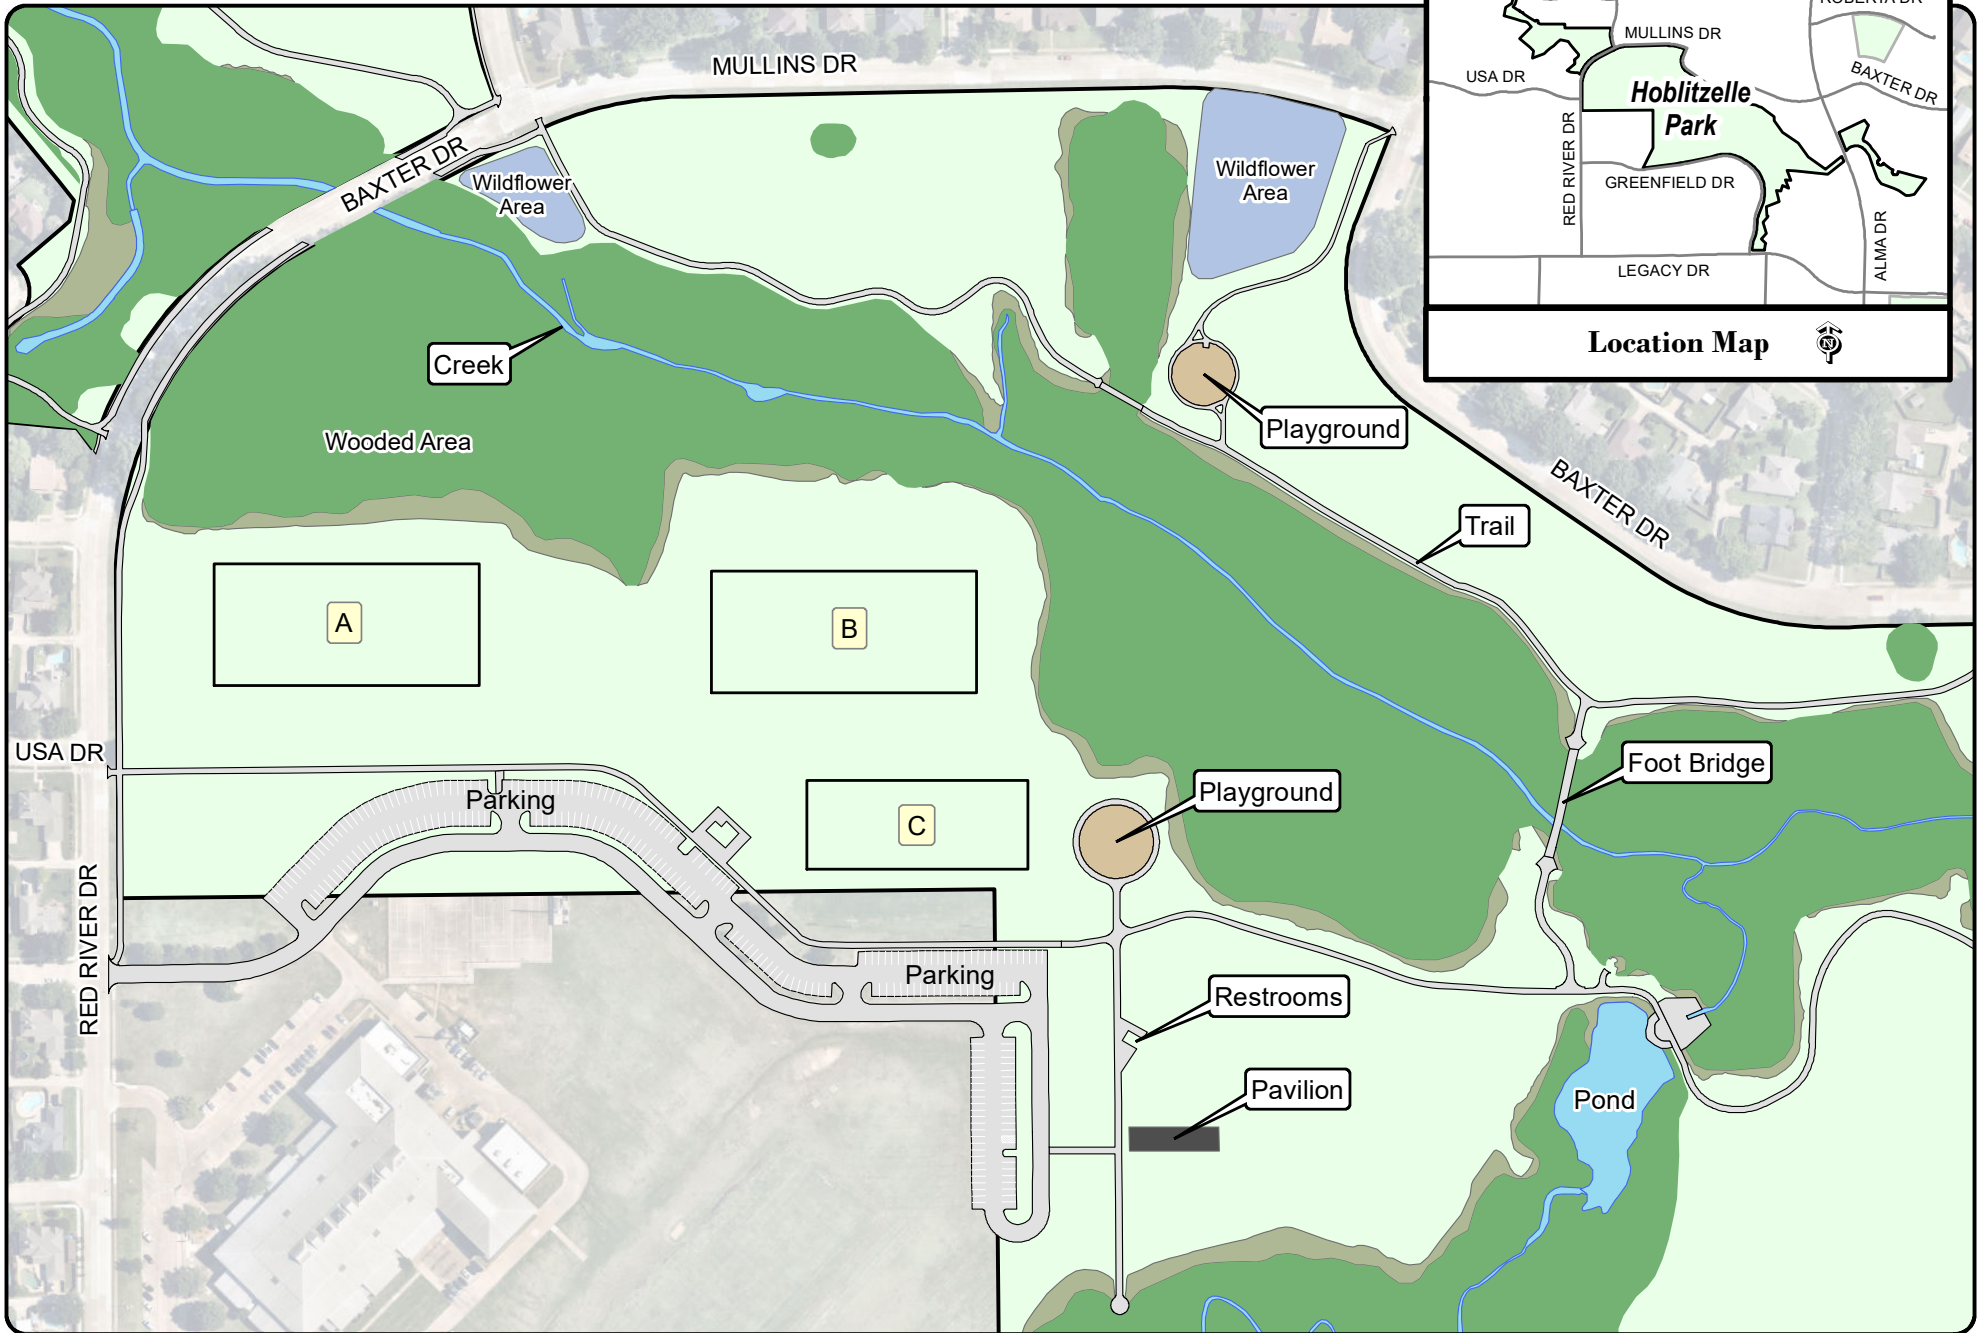 MULLINS DR
BAXTER DR
Wildflower
Area
Wildflower
Area
Creek
Wooded Area
Playground
Trail
BAXTER DR
A
B
USA DR
Parking
C
Playground
Foot Bridge
RED RIVER DR
Parking
Restrooms
Pavilion
Pond
ROBERTA DR
MULLINS DR
USA DR
BAXTER DR
Hoblitzelle
Park
RED RIVER DR
GREENFIELD DR
ALMA DR
LEGACY DR
Location Map
N